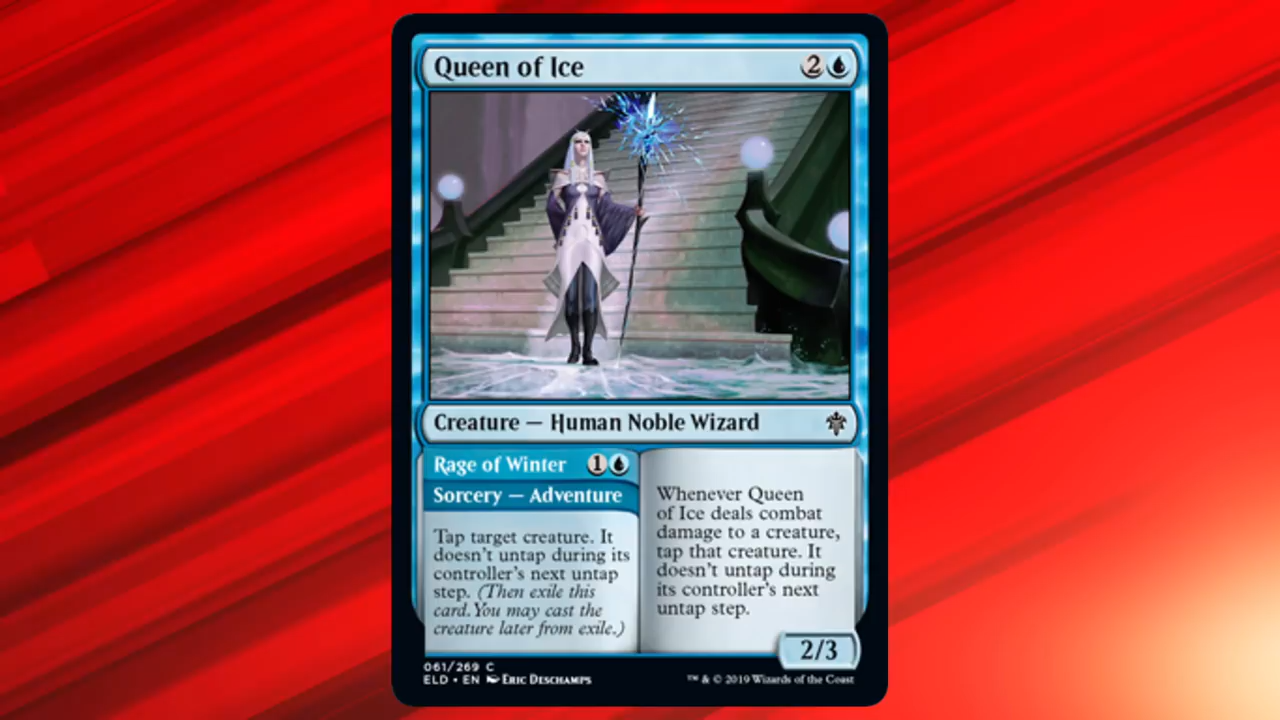 Queen of Ice 2
Creature — Human Noble Wizard
Rage of Winter 1
Sorcery — Adventure
Tap target creature. It
doesn't untap during its
controller's next untap
step. (Then exile this
card. You may cast the
creature later from exile.)
Whenever Queen
of Ice deals combat
damage to a creature,
tap that creature. It
doesn't untap during
its controller's next
untap step.
2/3
061/269 C
ELD • EN Eric Deschamps
™ & © 2019 Wizards of the Coast